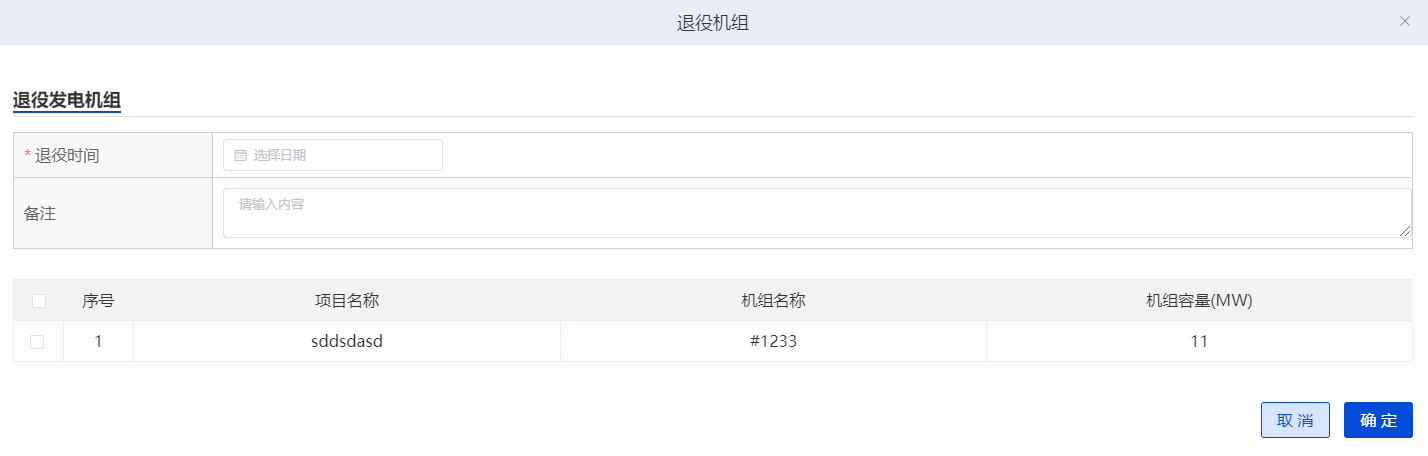 退役机组
退役发电机组
* 退役时间
选择日期
备注
请输入内容
序号 项目名称 机组名称 机组容量(MW)
1 sddsdasd #1233 11
取 消 确 定